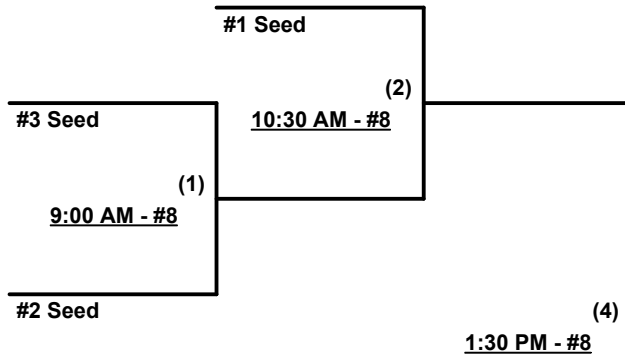 #1 Seed
(2)
10:30 AM - #8
#3 Seed
(1)
9:00 AM - #8
#2 Seed
(4)
1:30 PM - #8